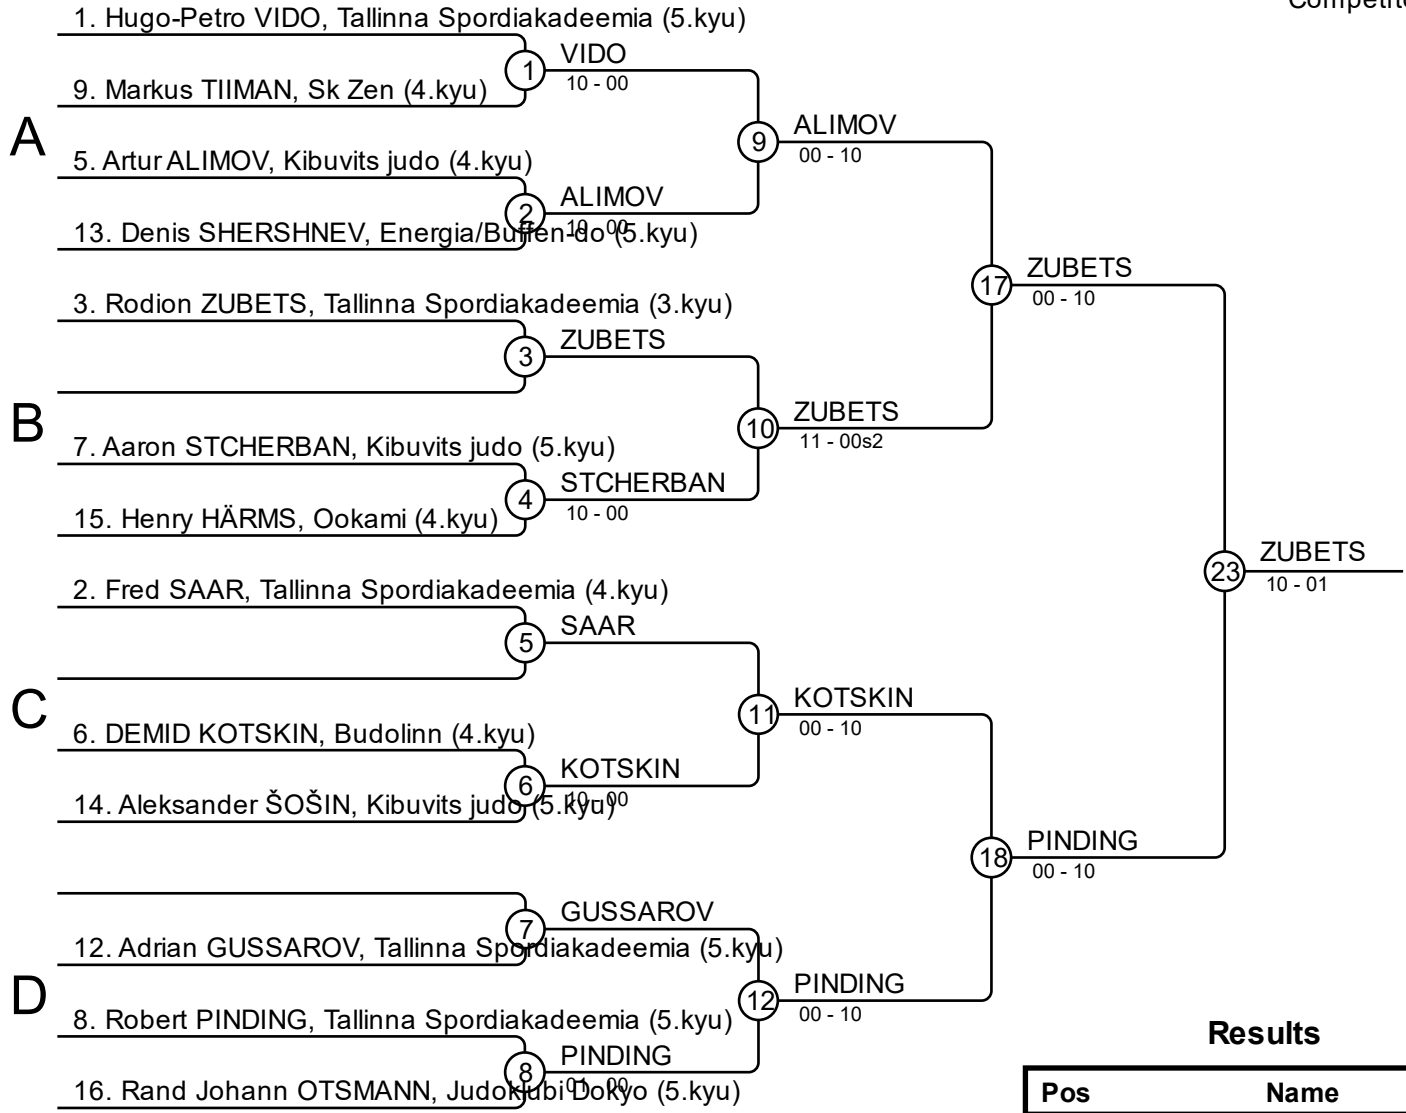 Competit
1. Hugo-Petro VIDO, Tallinna Spordiakadeemia (5.kyu)
1
VIDO
10 - 00
9. Markus TIIMAN, Sk Zen (4.kyu)
A
9
ALIMOV
00 - 10
5. Artur ALIMOV, Kibuvits judo (4.kyu)
2
ALIMOV
10 - 00
13. Denis SHERSHNEV, Energia/Buffen-do (5.kyu)
17
ZUBETS
00 - 10
3. Rodion ZUBETS, Tallinna Spordiakadeemia (3.kyu)
3
ZUBETS
B
10
ZUBETS
11 - 00s2
7. Aaron STCHERBAN, Kibuvits judo (5.kyu)
4
STCHERBAN
10 - 00
15. Henry HÄRMS, Ookami (4.kyu)
23
ZUBETS
10 - 01
2. Fred SAAR, Tallinna Spordiakadeemia (4.kyu)
5
SAAR
C
11
KOTSKIN
00 - 10
6. DEMID KOTSKIN, Budolinn (4.kyu)
6
KOTSKIN
10 - 00
14. Aleksander ŠOŠIN, Kibuvits judo (5.kyu)
18
PINDING
00 - 10
7
GUSSAROV
12. Adrian GUSSAROV, Tallinna Spordiakadeemia (5.kyu)
D
12
PINDING
00 - 10
8. Robert PINDING, Tallinna Spordiakadeemia (5.kyu)
8
PINDING
01 - 00
16. Rand Johann OTSMANN, Judoklubi Dokyo (5.kyu)
Results
Pos Name